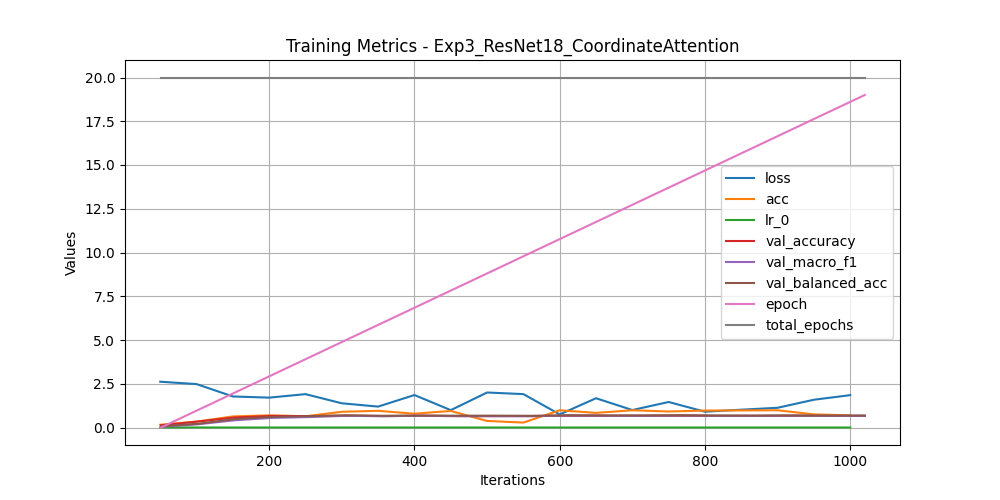 Training Metrics - Exp3_ResNet18_CoordinateAttention
20.0
17.5
15.0
12.5
10.0
7.5
5.0
2.5
0.0
Values
loss
acc
lr_0
val_accuracy
val_macro_f1
val_balanced_acc
epoch
total_epochs
200 400 600 800 1000
Iterations